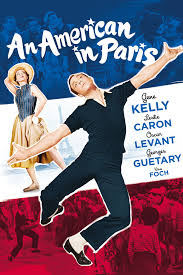 An American
in Paris
Gene
KELLY
Leslie
CARON
Oscar
LEVANT
Georges
GUETARY
Nina
FOCH